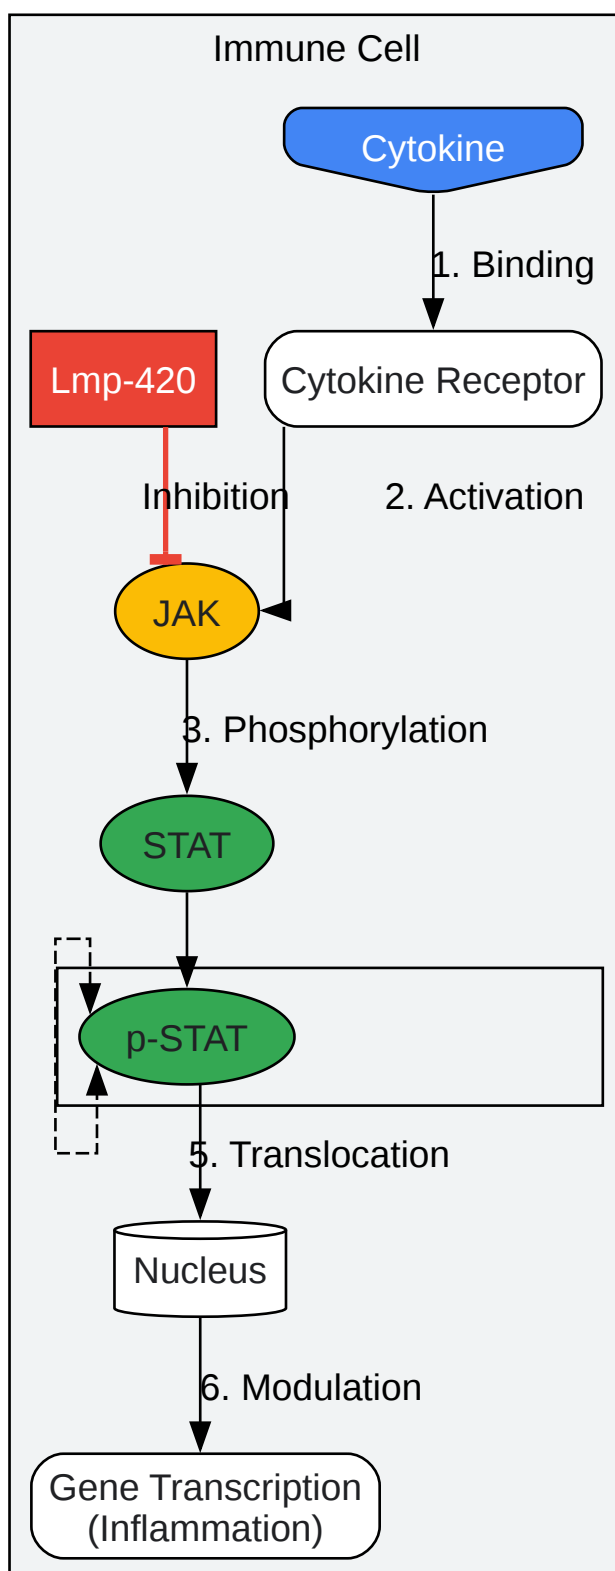 Immune Cell
Cytokine
1. Binding
Lmp-420
Cytokine Receptor
Inhibition
2. Activation
JAK
3. Phosphorylation
STAT
p-STAT
5. Translocation
Nucleus
6. Modulation
Gene Transcription
(Inflammation)